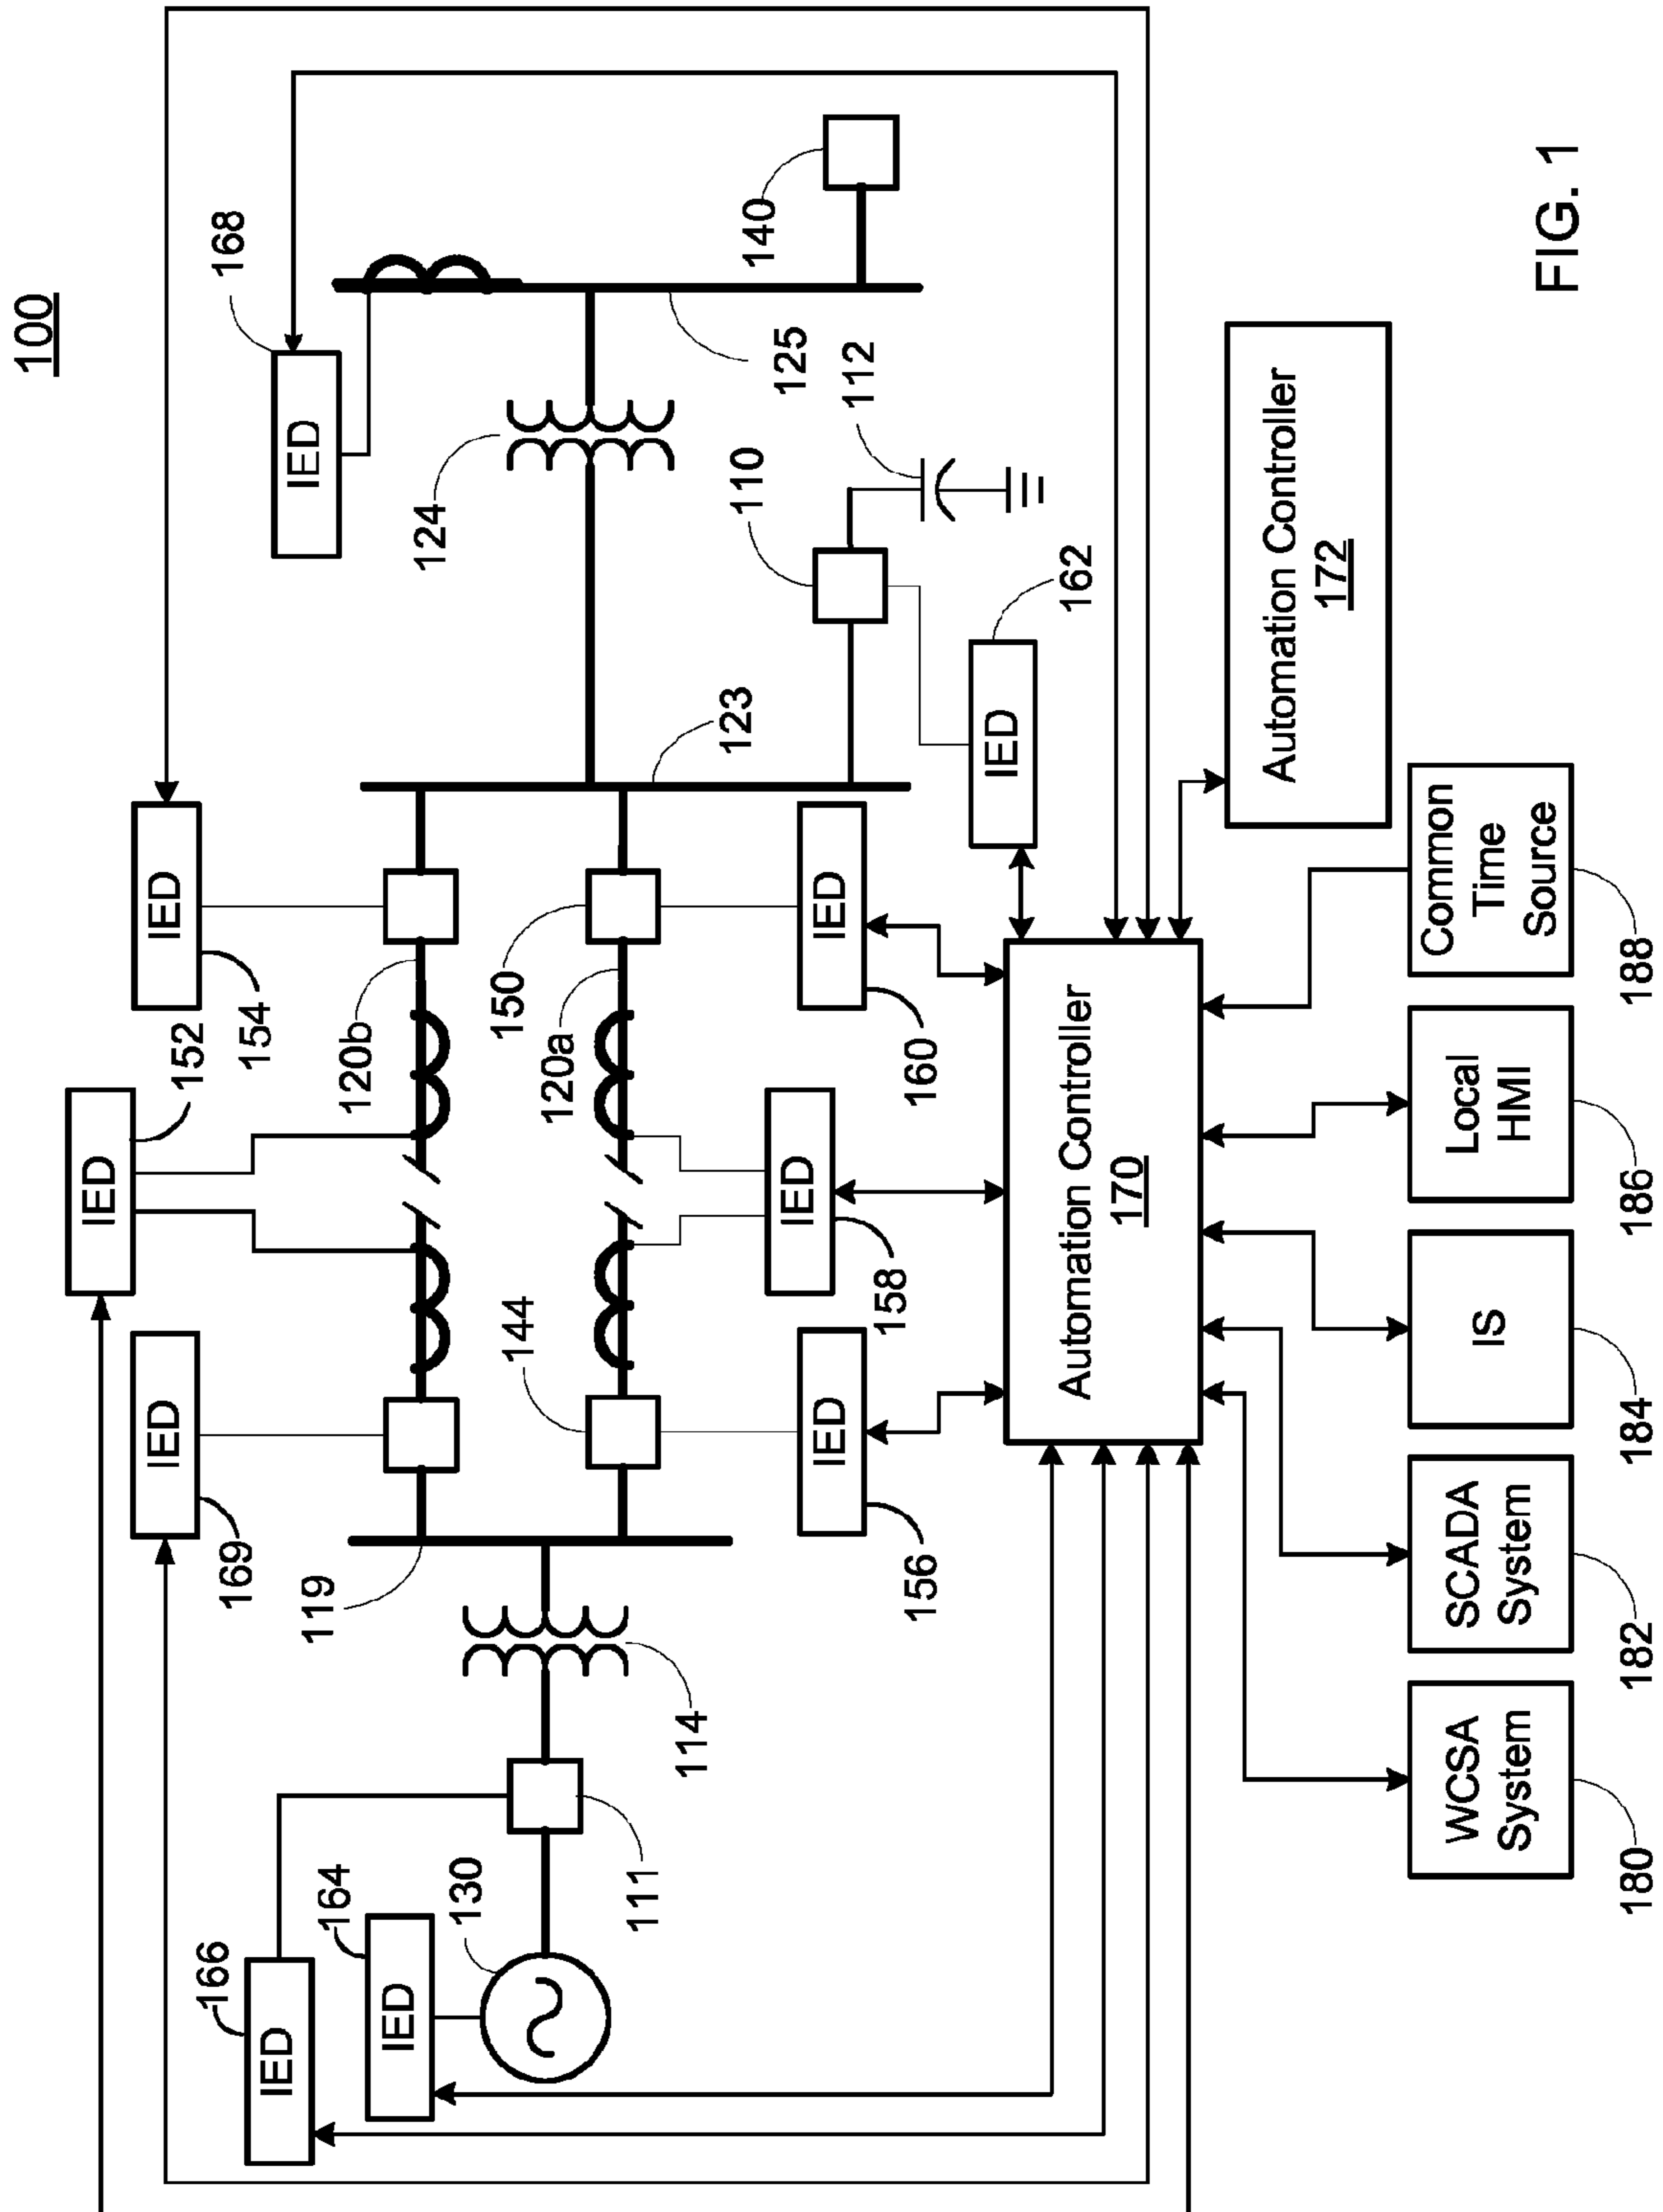 100
IED
152
IED
169
IED
154
IED
168
IED
166
IED
164
130
111
114
119
144
120b
120a
150
123
124
125
140
110
112
IED
156
IED
158
IED
160
IED
162
Automation Controller
170
Automation Controller
172
WCSA
System
180
SCADA
System
182
IS
184
Local
HMI
186
Common
Time
Source
188
FIG. 1